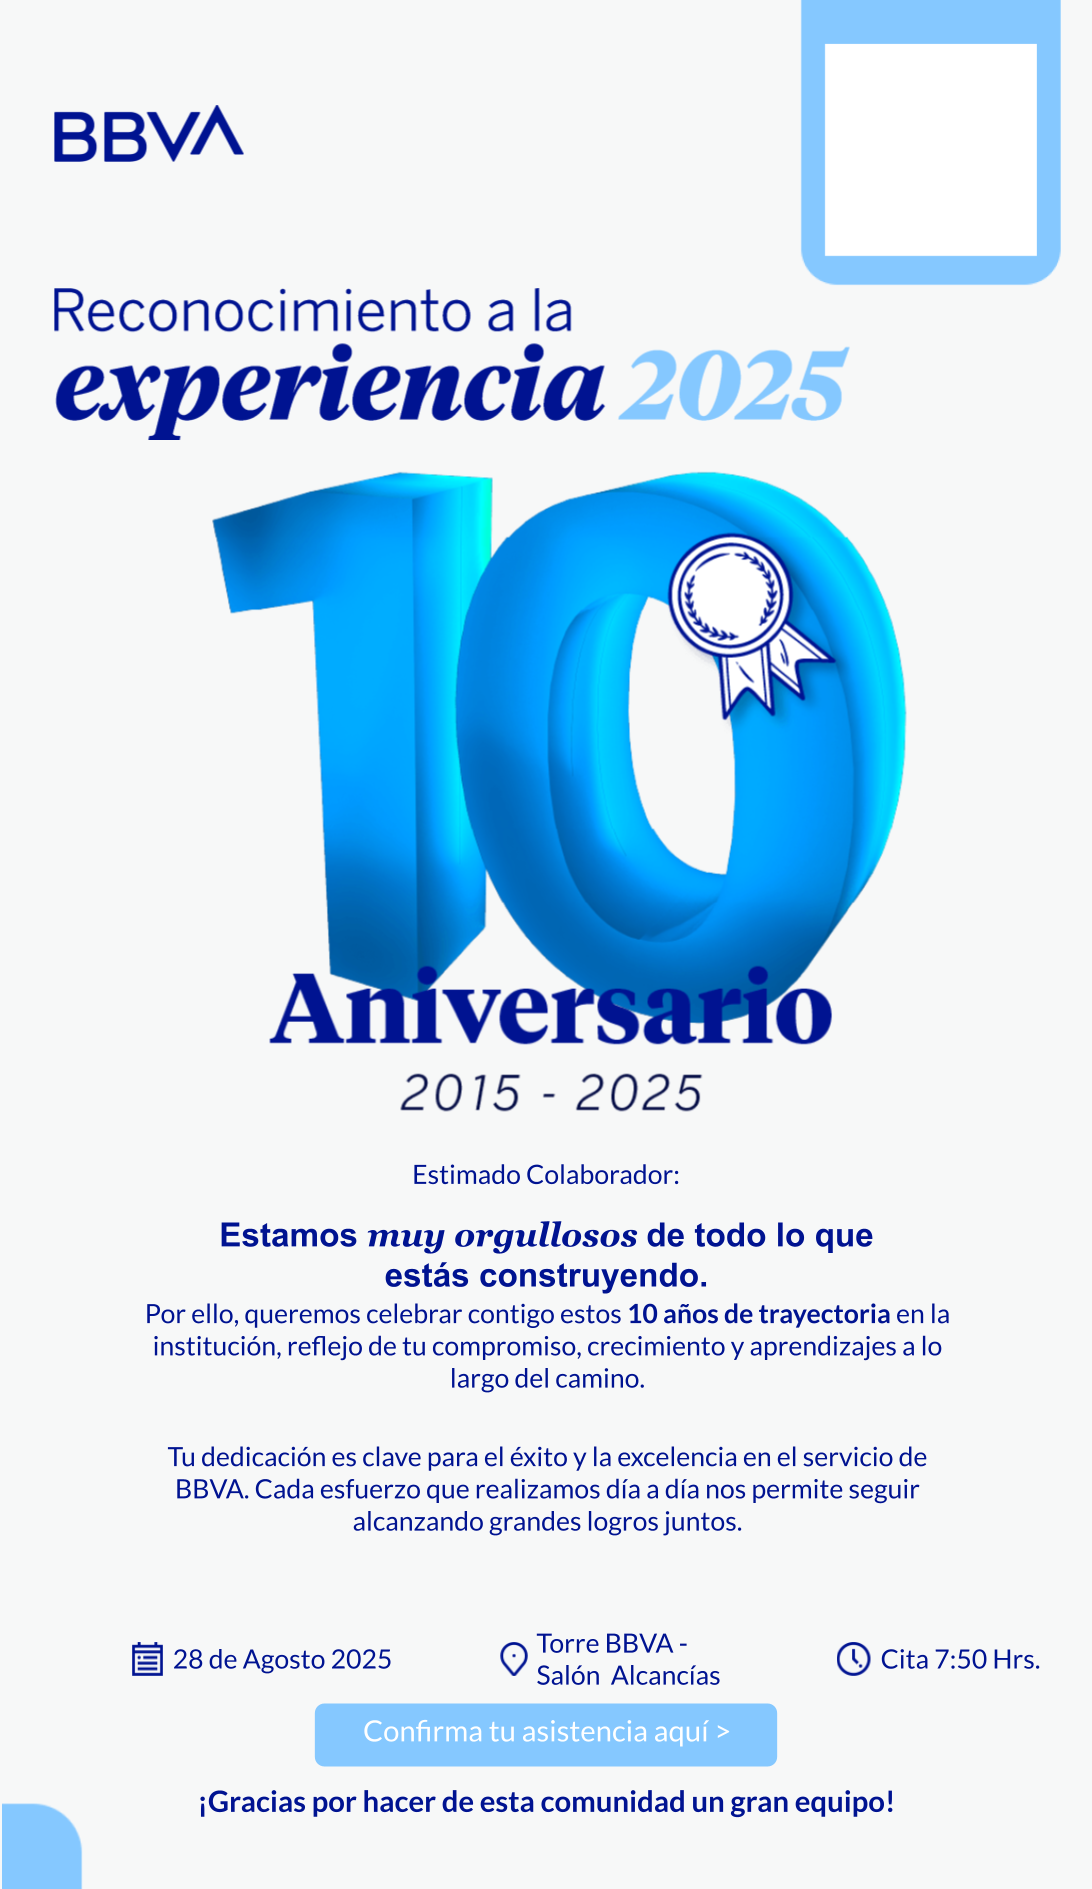 BBVA
Reconocimiento a la
experiencia 2025
10
Aniversario
2015 - 2025
Estimado Colaborador:
Estamos muy orgullosos de todo lo que
estás construyendo.
Por ello, queremos celebrar contigo estos 10 años de trayectoria en la
institución, reflejo de tu compromiso, crecimiento y aprendizajes a lo
largo del camino.
Tu dedicación es clave para el éxito y la excelencia en el servicio de
BBVA. Cada esfuerzo que realizamos día a día nos permite seguir
alcanzando grandes logros juntos.
28 de Agosto 2025
Torre BBVA -
Salón Alcancías
Cita 7:50 Hrs.
Confirma tu asistencia aquí >
¡Gracias por hacer de esta comunidad un gran equipo!